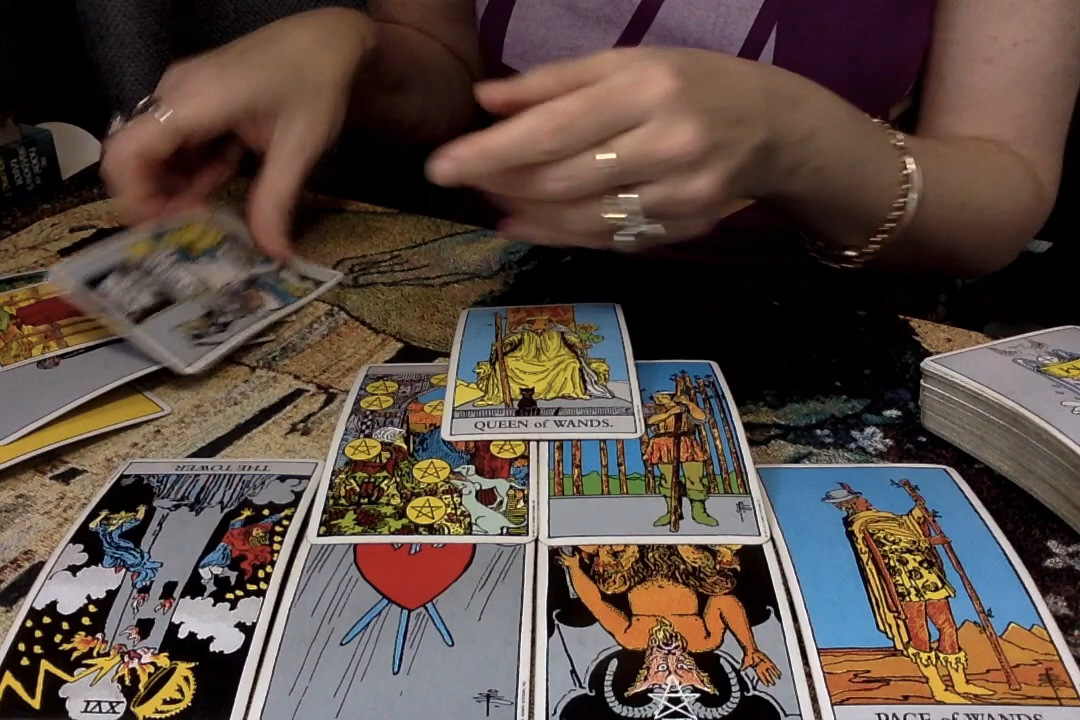 QUEEN of WANDS.
THE TOWER
XVI
PAGE of WANDS